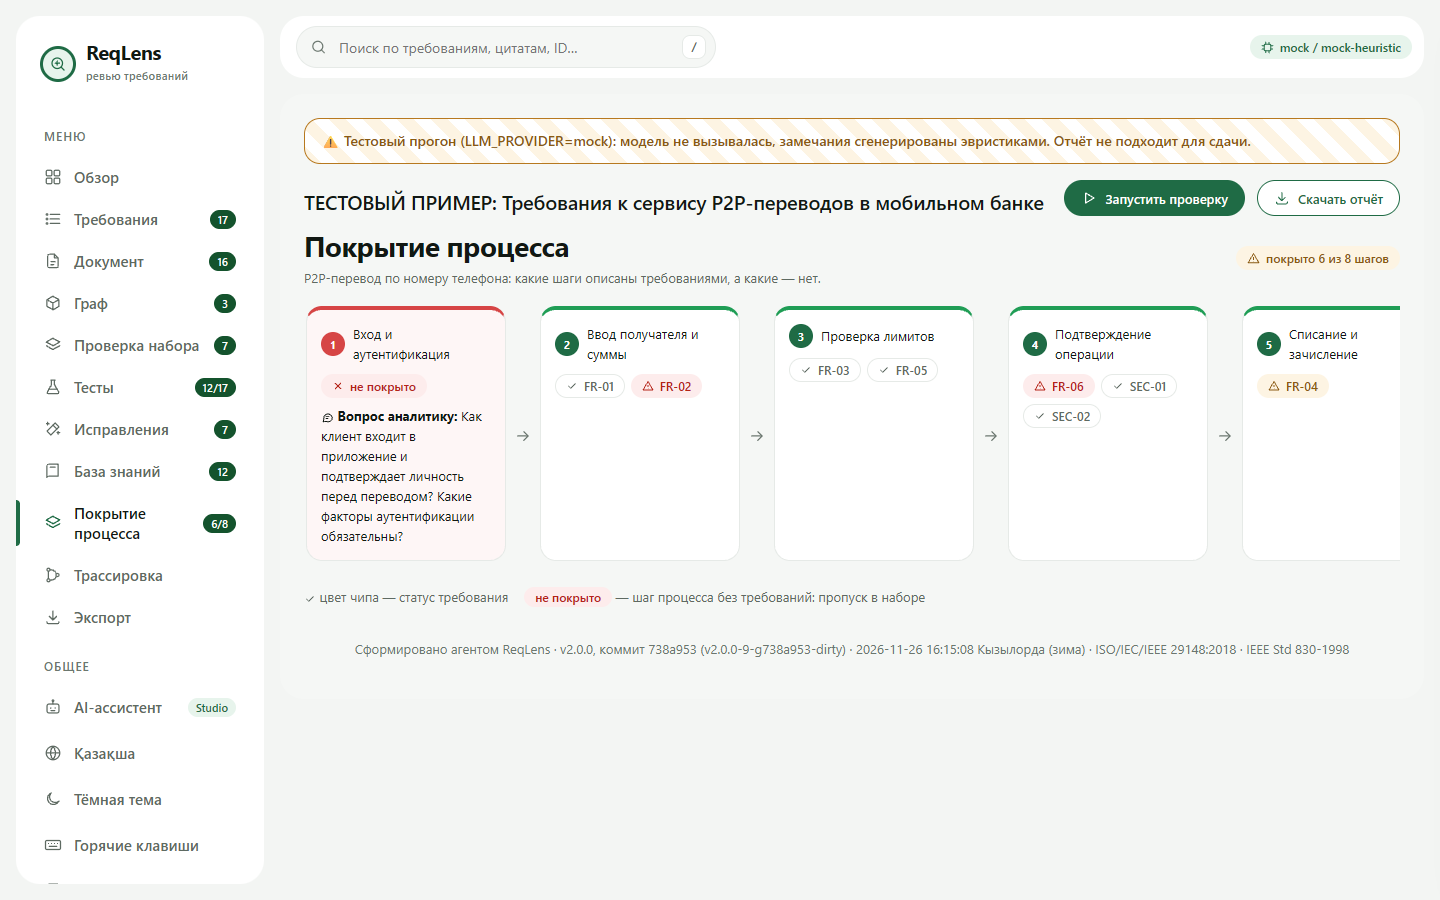 ReqLens
ревью требований
МЕНЮ
Обзор
Требования 17
Документ 16
Граф 3
Проверка набора 7
Тесты 12/17
Исправления 7
База знаний 12
Покрытие
процесса 6/8
Трассировка
Экспорт
ОБЩЕЕ
AI-ассистент Studio
Қазақша
Тёмная тема
Горячие клавиши
Поиск по требованиям, цитатам, ID... /
mock / mock-heuristic
Тестовый прогон (LLM_PROVIDER=mock): модель не вызывалась, замечания сгенерированы эвристиками. Отчёт не подходит для сдачи.
ТЕСТОВЫЙ ПРИМЕР: Требования к сервису P2P-переводов в мобильном банке
Запустить проверку
Скачать отчёт
Покрытие процесса
P2P-перевод по номеру телефона: какие шаги описаны требованиями, а какие — нет.
покрыто 6 из 8 шагов
1 Вход и
аутентификация
не покрыто
Вопрос аналитику: Как
клиент входит в
приложение и
подтверждает личность
перед переводом? Какие
факторы аутентификации
обязательны?
2 Ввод получателя и
суммы
FR-01 FR-02
3 Проверка лимитов
FR-03 FR-05
4 Подтверждение
операции
FR-06 SEC-01
SEC-02
5 Списание и
зачисление
FR-04
цвет чипа — статус требования не покрыто — шаг процесса без требований: пропуск в наборе
Сформировано агентом ReqLens · v2.0.0, коммит 738a953 (v2.0.0-9-g738a953-dirty) · 2026-11-26 16:15:08 Кызылорда (зима) · ISO/IEC/IEEE 29148:2018 · IEEE Std 830-1998